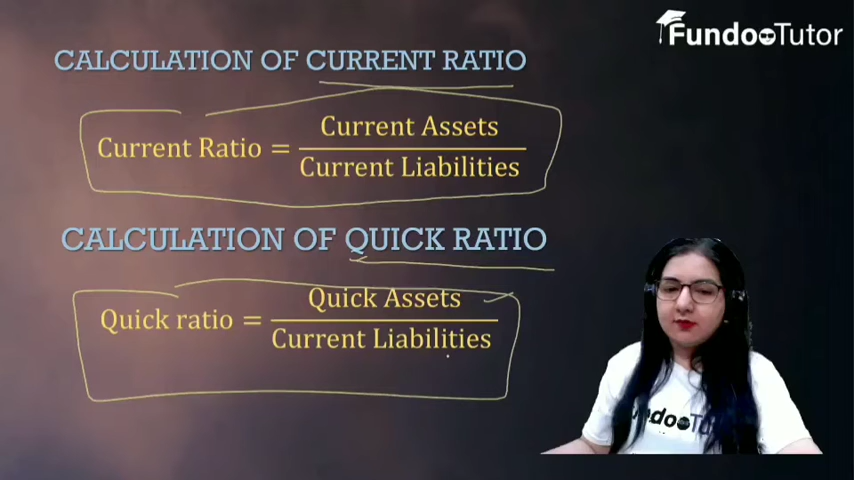 FundooTutor
CALCULATION OF CURRENT RATIO
Current Ratio = Current Assets
Current Liabilities
CALCULATION OF QUICK RATIO
Quick ratio = Quick Assets
Current Liabilities